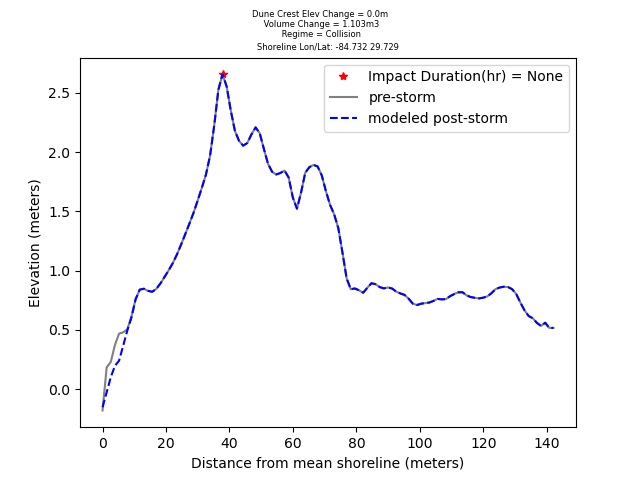 Dune Crest Elev Change = 0.0m
Volume Change = 1.103m3
Regime = Collision
Shoreline Lon/Lat: -84.732 29.729
Impact Duration(hr) = None
pre-storm
modeled post-storm
2.5
2.0
1.5
1.0
0.5
0.0
Elevation (meters)
0 20 40 60 80 100 120 140
Distance from mean shoreline (meters)